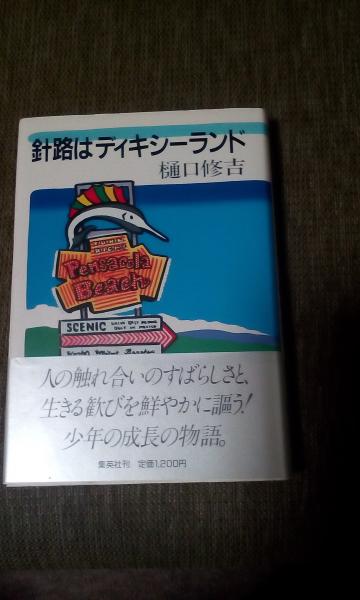 針路はディキシーランド
樋口修吉
Pensacola
Beach
SCENIC
人の触れ合いのすばらしさと、
生きる歓びを鮮やかに謳う!
少年の成長の物語。
集英社刊 定価1,200円